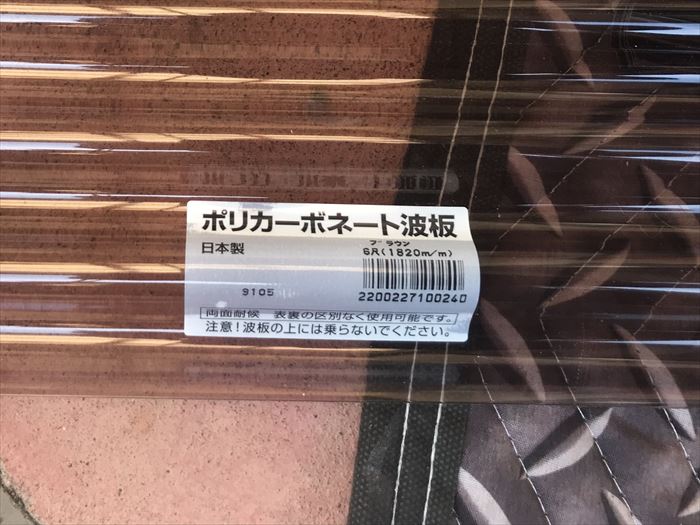 ポリカーボネート波板
日本製
ブラウン
6尺(1820m/m)
9105
2200227100240
両面耐候 表裏の区別なく使用可能です。
注意!波板の上には乗らないでください。